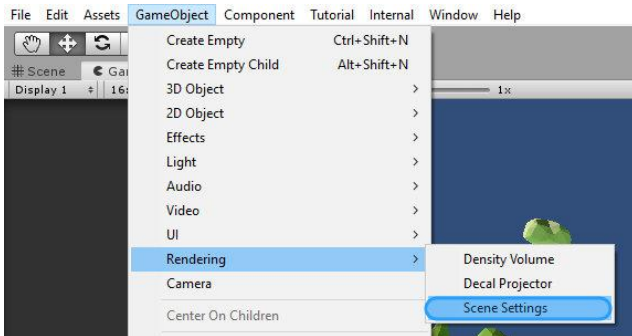 File Edit Assets GameObject Component Tutorial Internal Window Help
Create Empty Ctrl+Shift+N
Scene
Create Empty Child Alt+Shift+N
Display 1
3D Object
1x
2D Object
Effects
Light
Audio
Video
UI
Rendering
Density Volume
Camera
Decal Projector
Center On Children
Scene Settings